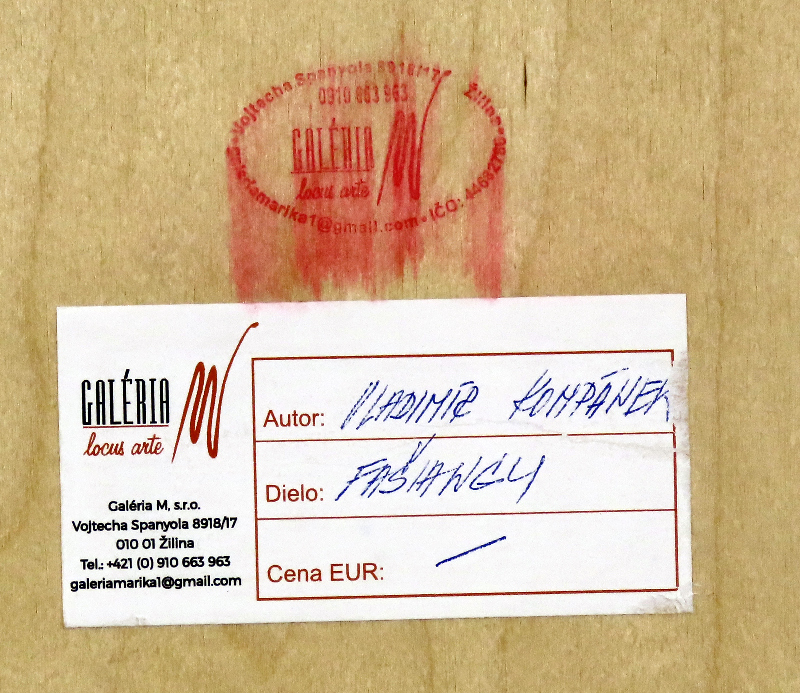 Vojtecha Spanyola 8918/17 Žilina
0910 663 963
GALÉRIA M
locus arte
galeriamarika1@gmail.com • IČO:
GALÉRIA M
locus arte
Galéria M, s.r.o.
Vojtecha Spanyola 8918/17
010 01 Žilina
Tel.: +421 (0) 910 663 963
galeriamarika1@gmail.com
Autor: VLADIMÍR KOMPÁNEK
Dielo: FAŠIANGY
Cena EUR: —